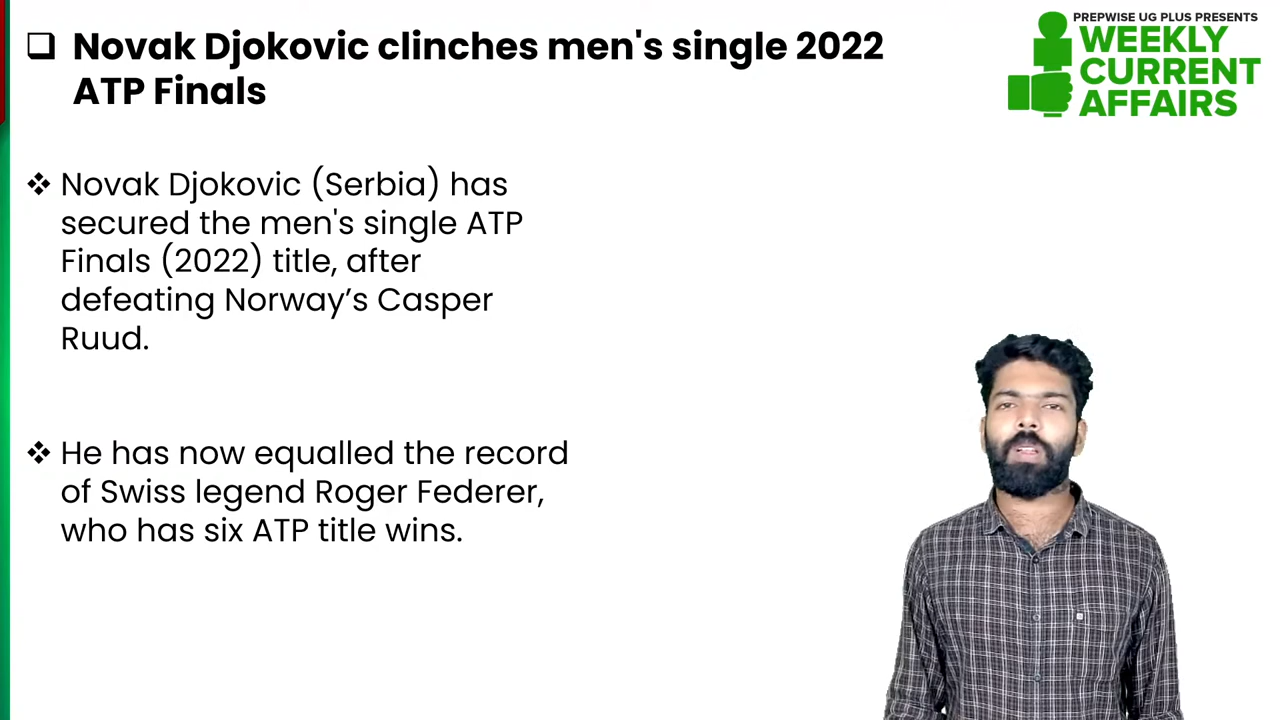 PREPWISE UG PLUS PRESENTS
WEEKLY
CURRENT
AFFAIRS
Novak Djokovic clinches men's single 2022
ATP Finals
Novak Djokovic (Serbia) has
secured the men's single ATP
Finals (2022) title, after
defeating Norway’s Casper
Ruud.
He has now equalled the record
of Swiss legend Roger Federer,
who has six ATP title wins.